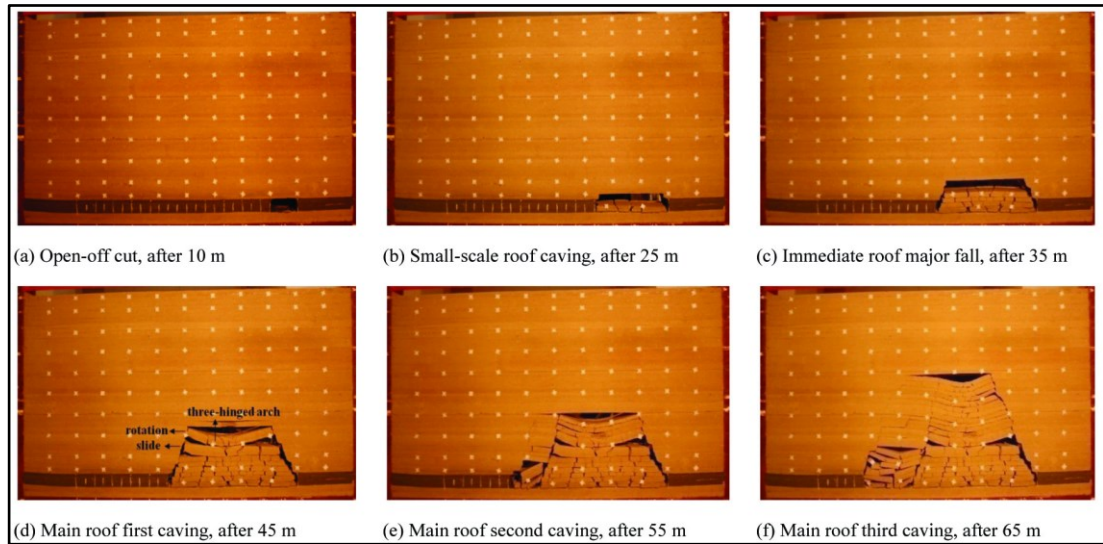 (a) Open-off cut, after 10 m
(b) Small-scale roof caving, after 25 m
(c) Immediate roof major fall, after 35 m
three-hinged arch
rotation
slide
(d) Main roof first caving, after 45 m
(e) Main roof second caving, after 55 m
(f) Main roof third caving, after 65 m